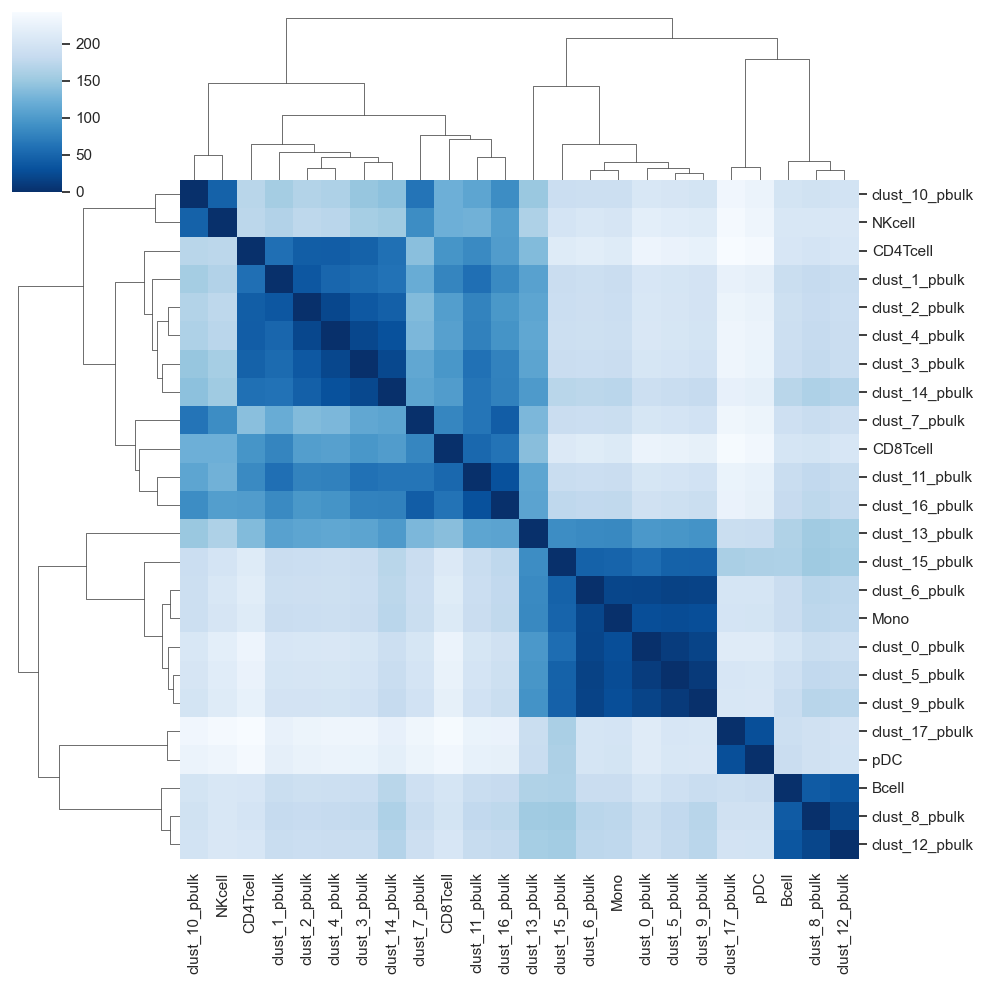 200
150
100
50
0
clust_10_pbulk
NKcell
CD4Tcell
clust_1_pbulk
clust_2_pbulk
clust_4_pbulk
clust_3_pbulk
clust_14_pbulk
clust_7_pbulk
CD8Tcell
clust_11_pbulk
clust_16_pbulk
clust_13_pbulk
clust_15_pbulk
clust_6_pbulk
Mono
clust_0_pbulk
clust_5_pbulk
clust_9_pbulk
clust_17_pbulk
pDC
Bcell
clust_8_pbulk
clust_12_pbulk
clust_10_pbulk
NKcell
CD4Tcell
clust_1_pbulk
clust_2_pbulk
clust_4_pbulk
clust_3_pbulk
clust_14_pbulk
clust_7_pbulk
CD8Tcell
clust_11_pbulk
clust_16_pbulk
clust_13_pbulk
clust_15_pbulk
clust_6_pbulk
Mono
clust_0_pbulk
clust_5_pbulk
clust_9_pbulk
clust_17_pbulk
pDC
Bcell
clust_8_pbulk
clust_12_pbulk